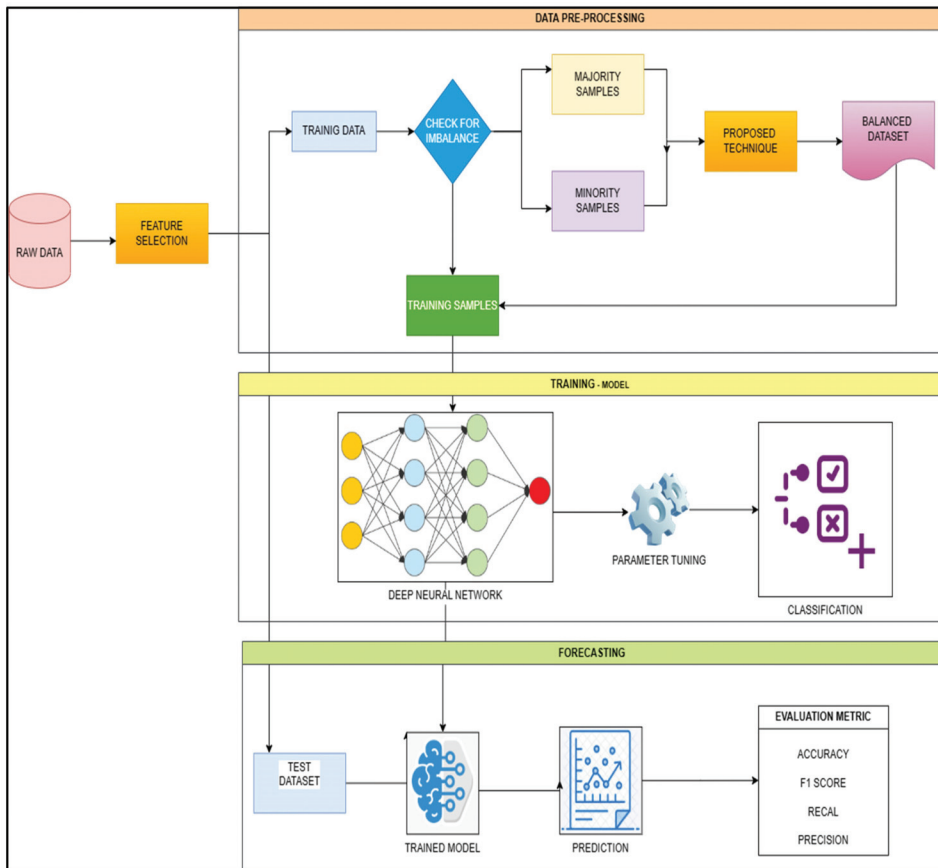 DATA PRE-PROCESSING
MAJORITY
SAMPLES
TRAINIG DATA
CHECK FOR
IMBALANCE
PROPOSED
TECHNIQUE
BALANCED
DATASET
MINORITY
SAMPLES
RAW DATA
FEATURE
SELECTION
TRAINING SAMPLES
TRAINING - MODEL
DEEP NEURAL NETWORK
PARAMETER TUNING
CLASSIFICATION
FORECASTING
TEST
DATASET
TRAINED MODEL
PREDICTION
EVALUATION METRIC
ACCURACY
F1 SCORE
RECAL
PRECISION